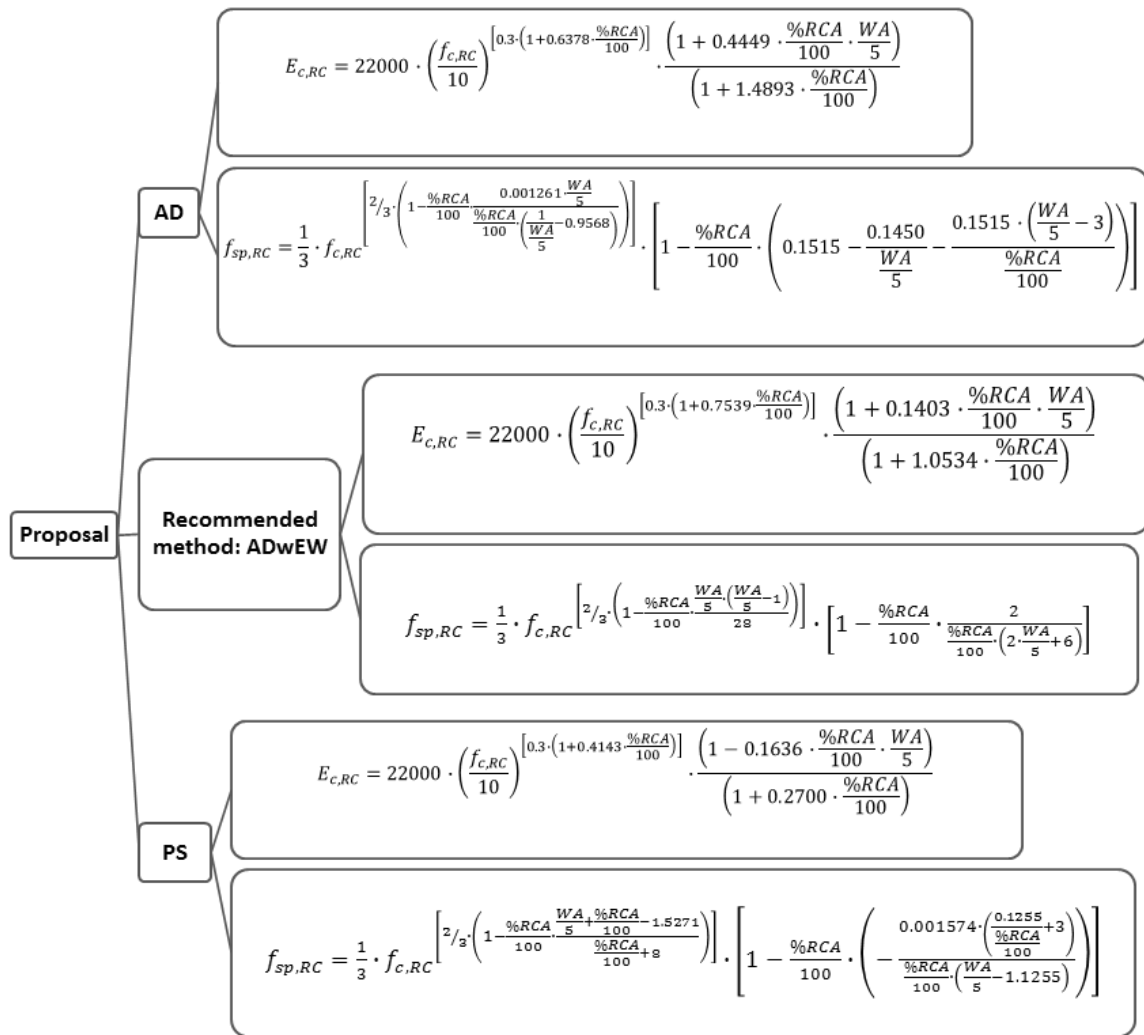 E_{c,RC} = 22000 · (f_{c,RC}/10)^{[0.3·(1+0.6378·%RCA/100)]} · (1 + 0.4449 · %RCA/100 · WA/5) / (1 + 1.4893 · %RCA/100)
AD
f_{sp,RC} = 1/3 · f_{c,RC}^{[2/3·(1−%RCA/100·(0.001261·WA/5)/(%RCA/100·(1/(WA/5)−0.9568)))]} · [1 − %RCA/100 · (0.1515 − 0.1450/(WA/5) − (0.1515 · (WA/5 − 3))/(%RCA/100))]
E_{c,RC} = 22000 · (f_{c,RC}/10)^{[0.3·(1+0.7539·%RCA/100)]} · (1 + 0.1403 · %RCA/100 · WA/5) / (1 + 1.0534 · %RCA/100)
Proposal
Recommended
method: ADwEW
f_{sp,RC} = 1/3 · f_{c,RC}^{[2/3·(1−%RCA/100·(WA/5·(WA/5−1))/28)]} · [1 − %RCA/100 · 2/(%RCA/100·(2·WA/5+6))]
E_{c,RC} = 22000 · (f_{c,RC}/10)^{[0.3·(1+0.4143·%RCA/100)]} · (1 − 0.1636 · %RCA/100 · WA/5) / (1 + 0.2700 · %RCA/100)
PS
f_{sp,RC} = 1/3 · f_{c,RC}^{[2/3·(1−%RCA/100·(WA/5+%RCA/100−1.5271)/(%RCA/100+8))]} · [1 − %RCA/100 · (−(0.001574·(0.1255/(%RCA/100)+3))/(%RCA/100·(WA/5−1.1255)))]